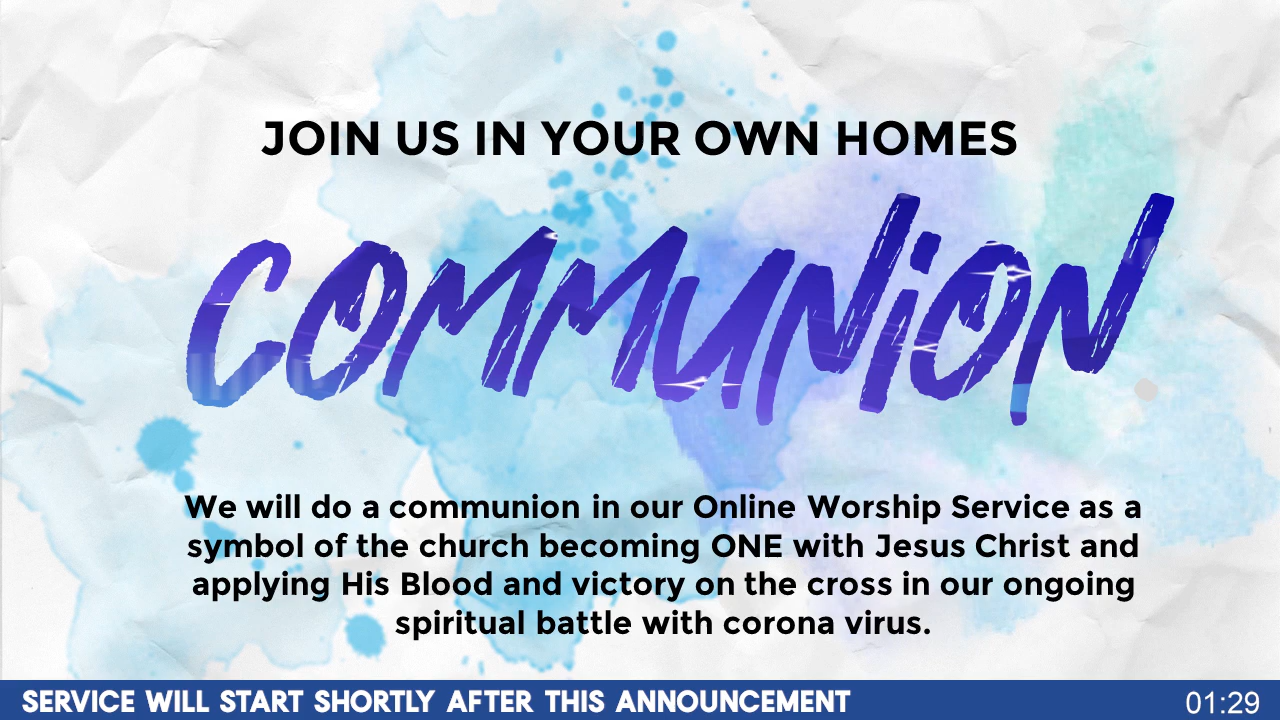 JOIN US IN YOUR OWN HOMES
COMMUNiON
We will do a communion in our Online Worship Service as a
symbol of the church becoming ONE with Jesus Christ and
applying His Blood and victory on the cross in our ongoing
spiritual battle with corona virus.
SERVICE WILL START SHORTLY AFTER THIS ANNOUNCEMENT
01:29